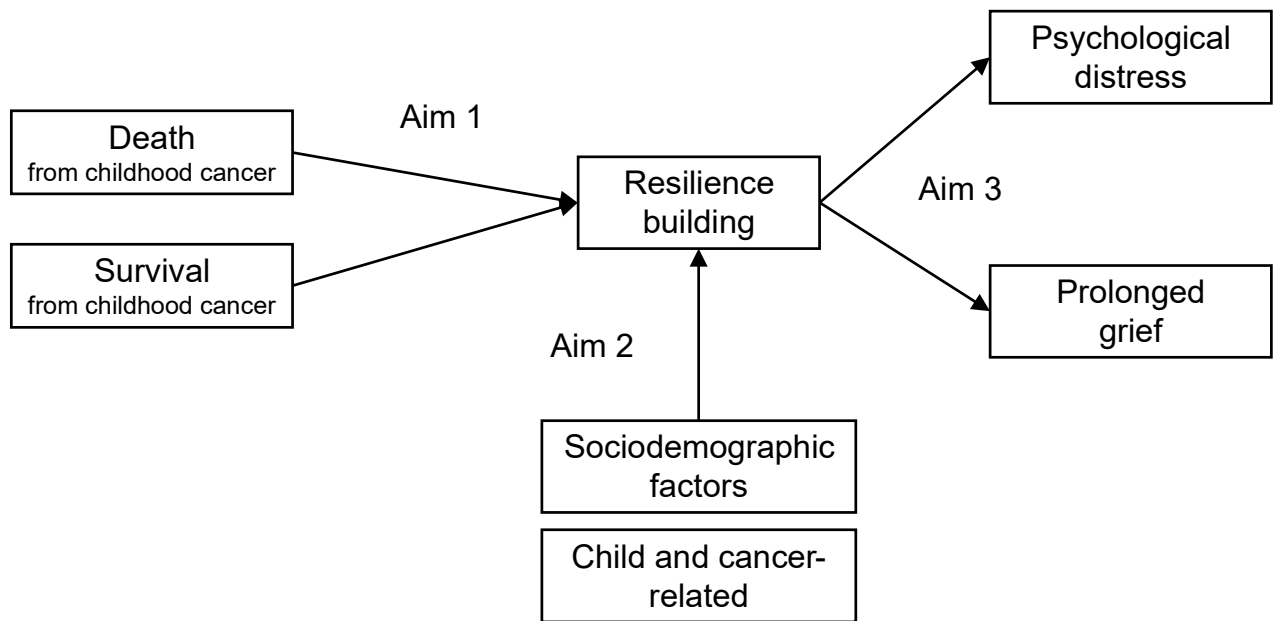 Psychological
distress
Aim 1
Death
from childhood cancer
Resilience
building
Aim 3
Survival
from childhood cancer
Prolonged
grief
Aim 2
Sociodemographic
factors
Child and cancer-
related